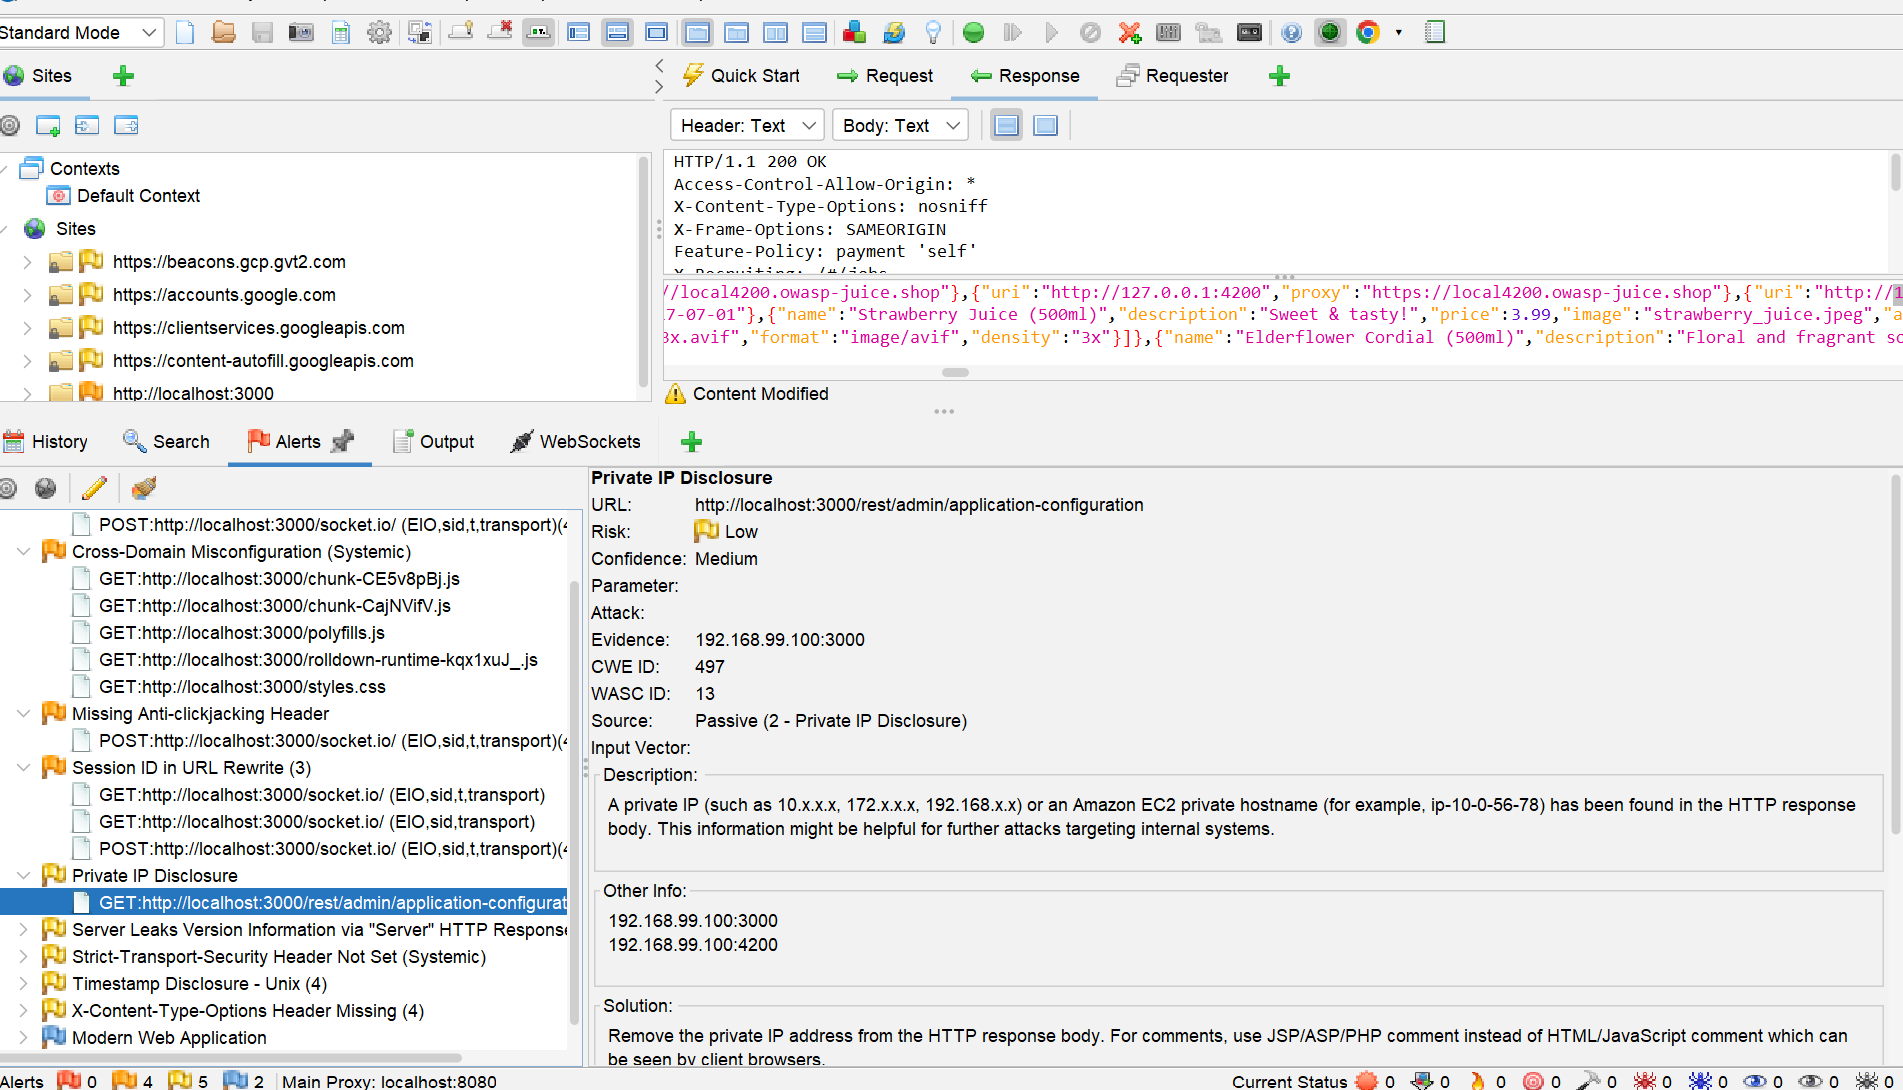 Standard Mode
Sites
Quick Start
Request
Response
Requester
Header: Text
Body: Text
Contexts
Default Context
Sites
https://beacons.gcp.gvt2.com
https://accounts.google.com
https://clientservices.googleapis.com
https://content-autofill.googleapis.com
http://localhost:3000
HTTP/1.1 200 OK
Access-Control-Allow-Origin: *
X-Content-Type-Options: nosniff
X-Frame-Options: SAMEORIGIN
Feature-Policy: payment 'self'
X-Recruiting: /#/jobs
//local4200.owasp-juice.shop"},{"uri":"http://127.0.0.1:4200","proxy":"https://local4200.owasp-juice.shop"},{"uri":"http://1
7-07-01"},{"name":"Strawberry Juice (500ml)","description":"Sweet & tasty!","price":3.99,"image":"strawberry_juice.jpeg","a
3x.avif","format":"image/avif","density":"3x"}]},{"name":"Elderflower Cordial (500ml)","description":"Floral and fragrant so
Content Modified
History
Search
Alerts
Output
WebSockets
POST:http://localhost:3000/socket.io/ (EIO,sid,t,transport)(4
Cross-Domain Misconfiguration (Systemic)
GET:http://localhost:3000/chunk-CE5v8pBj.js
GET:http://localhost:3000/chunk-CajNVifV.js
GET:http://localhost:3000/polyfills.js
GET:http://localhost:3000/rolldown-runtime-kqx1xuJ_.js
GET:http://localhost:3000/styles.css
Missing Anti-clickjacking Header
POST:http://localhost:3000/socket.io/ (EIO,sid,t,transport)(4
Session ID in URL Rewrite (3)
GET:http://localhost:3000/socket.io/ (EIO,sid,t,transport)
GET:http://localhost:3000/socket.io/ (EIO,sid,transport)
POST:http://localhost:3000/socket.io/ (EIO,sid,t,transport)(4
Private IP Disclosure
GET:http://localhost:3000/rest/admin/application-configurat
Server Leaks Version Information via "Server" HTTP Response
Strict-Transport-Security Header Not Set (Systemic)
Timestamp Disclosure - Unix (4)
X-Content-Type-Options Header Missing (4)
Modern Web Application
Private IP Disclosure
URL: http://localhost:3000/rest/admin/application-configuration
Risk: Low
Confidence: Medium
Parameter:
Attack:
Evidence: 192.168.99.100:3000
CWE ID: 497
WASC ID: 13
Source: Passive (2 - Private IP Disclosure)
Input Vector:
Description:
A private IP (such as 10.x.x.x, 172.x.x.x, 192.168.x.x) or an Amazon EC2 private hostname (for example, ip-10-0-56-78) has been found in the HTTP response
body. This information might be helpful for further attacks targeting internal systems.
Other Info:
192.168.99.100:3000
192.168.99.100:4200
Solution:
Remove the private IP address from the HTTP response body. For comments, use JSP/ASP/PHP comment instead of HTML/JavaScript comment which can
be seen by client browsers.
Alerts 0 4 5 2 Main Proxy: localhost:8080
Current Status 0 0 0 0 0 0 0 0 0 0